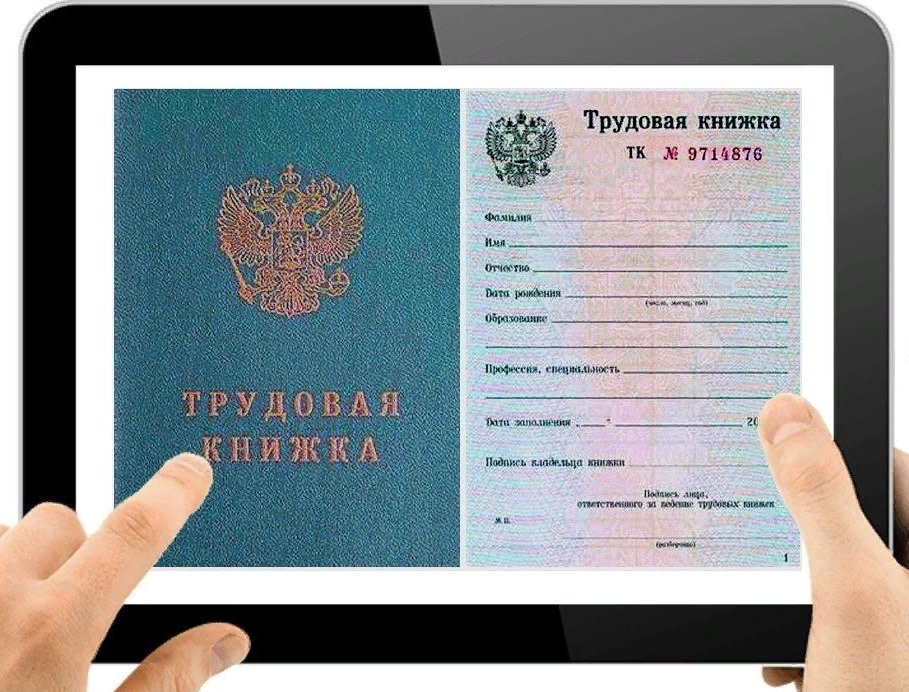 ТРУДОВАЯ
КНИЖКА
Трудовая книжка
ТК № 9714876
Фамилия
Имя
Отчество
Дата рождения
(число, месяц, год)
Образование
Профессия, специальность
Дата заполнения „ “ 20
Подпись владельца книжки
Подпись лица,
ответственного за ведение трудовых книжек
М.П.
(разборчиво)
1